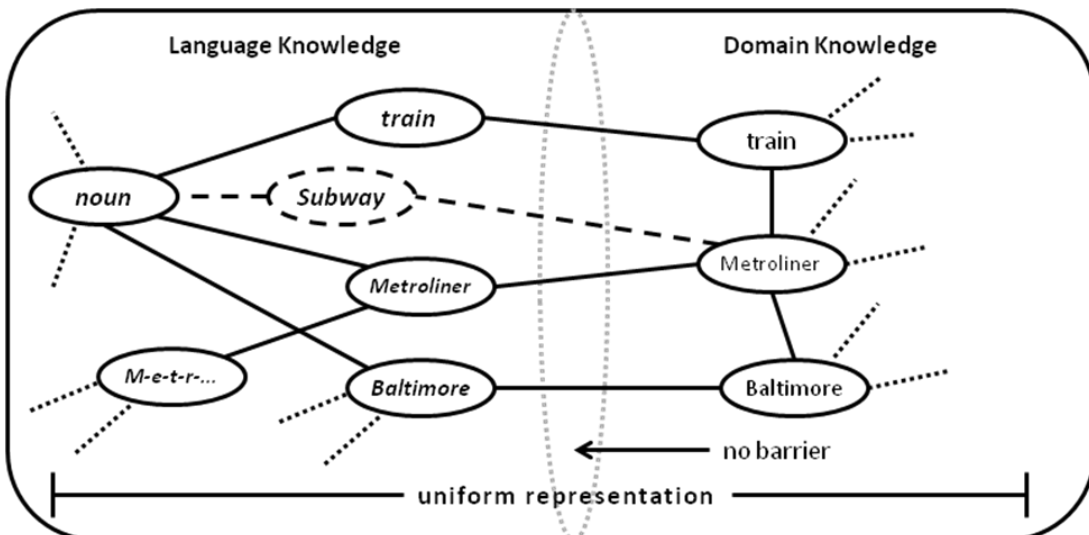 Language Knowledge
Domain Knowledge
train
train
noun
Subway
Metroliner
Metroliner
M-e-t-r-...
Baltimore
Baltimore
no barrier
uniform representation